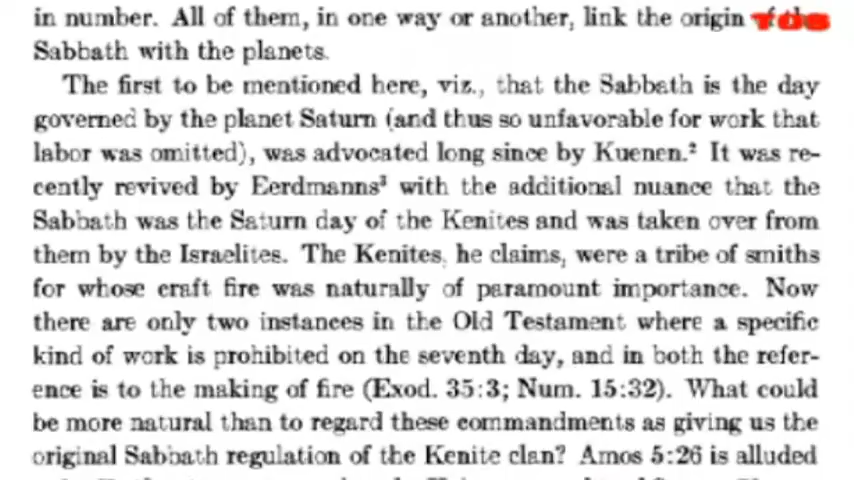 in number. All of them, in one way or another, link the origin
TOS
Sabbath with the planets.
The first to be mentioned here, viz., that the Sabbath is the day
governed by the planet Saturn (and thus so unfavorable for work that
labor was omitted), was advocated long since by Kuenen.² It was re-
cently revived by Eerdmanns³ with the additional nuance that the
Sabbath was the Saturn day of the Kenites and was taken over from
them by the Israelites. The Kenites, he claims, were a tribe of smiths
for whose craft fire was naturally of paramount importance. Now
there are only two instances in the Old Testament where a specific
kind of work is prohibited on the seventh day, and in both the refer-
ence is to the making of fire (Exod. 35:3; Num. 15:32). What could
be more natural than to regard these commandments as giving us the
original Sabbath regulation of the Kenite clan? Amos 5:26 is alluded